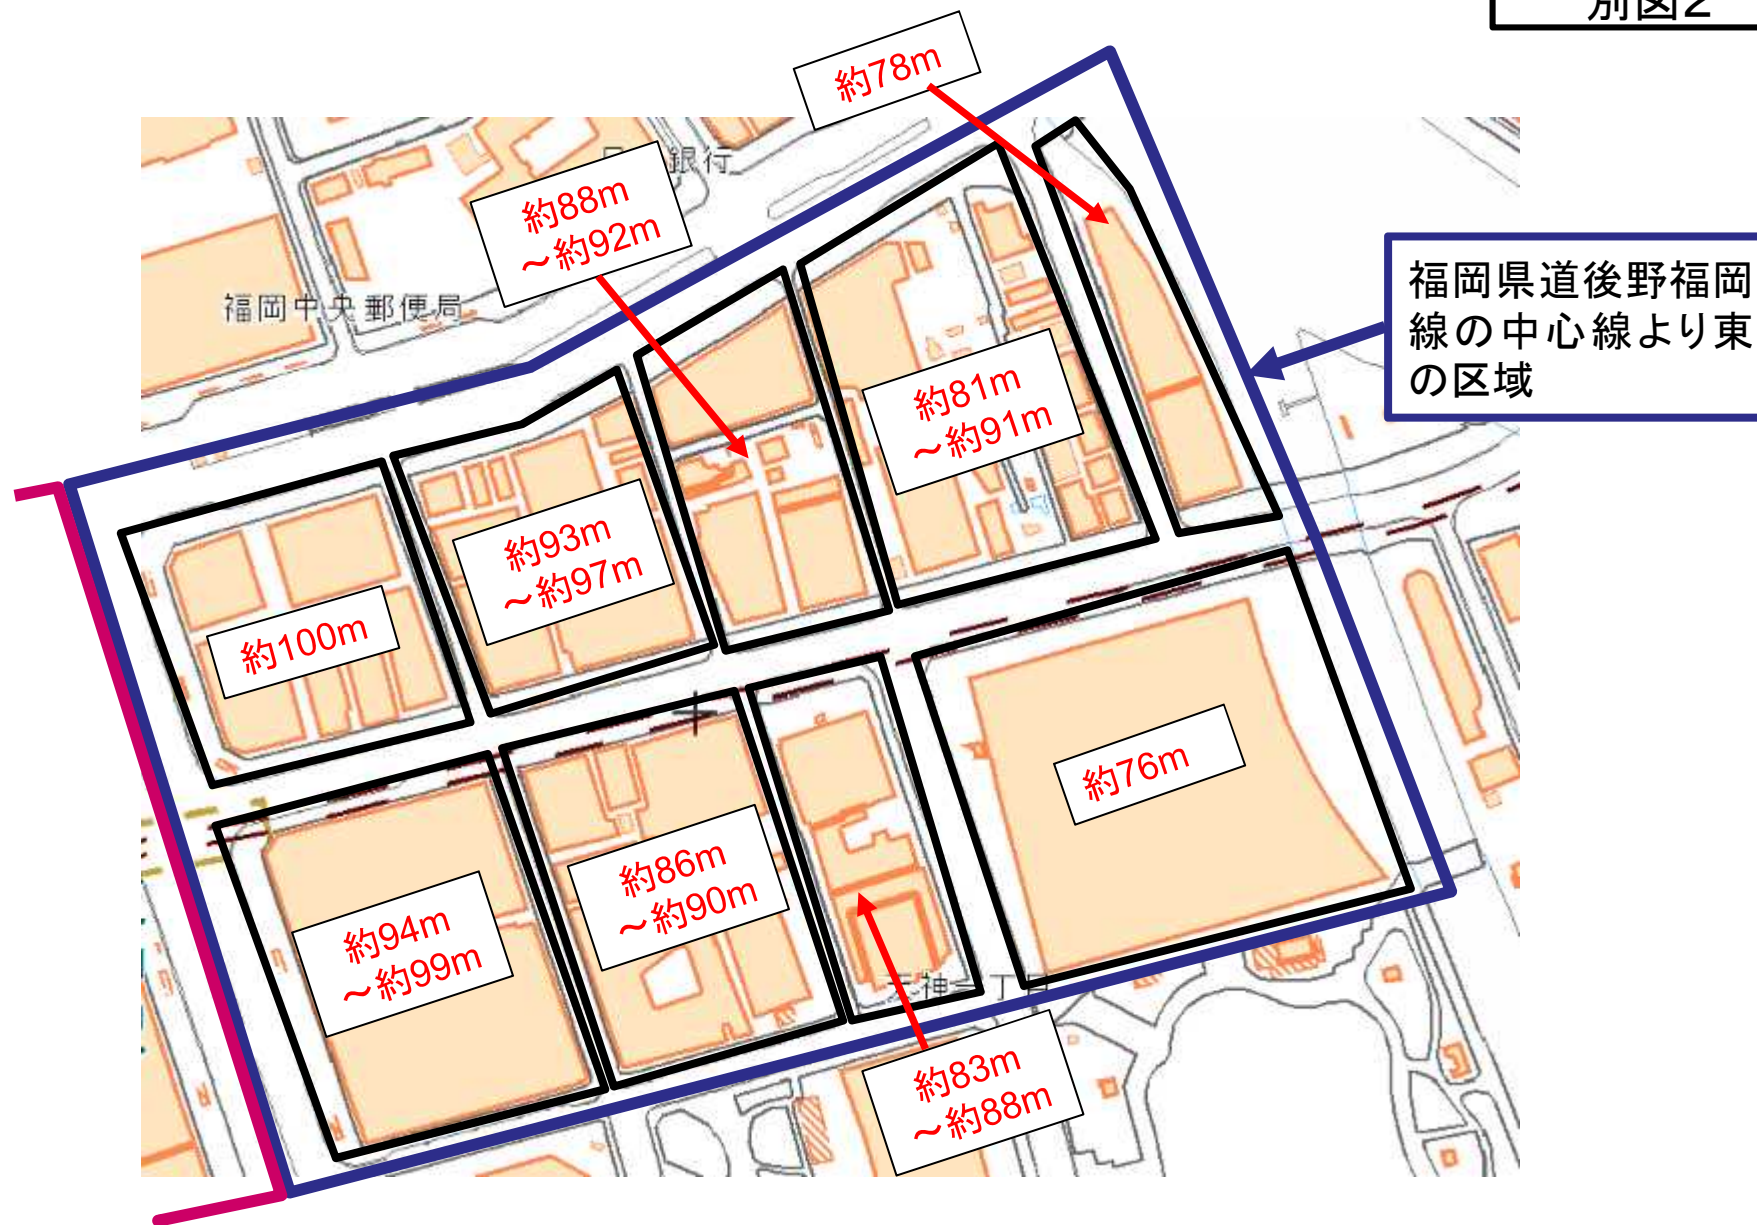 別図2
約78m
銀行
約88m
～約92m
福岡中央郵便局
福岡県道後野福岡
線の中心線より東
の区域
約81m
～約91m
約93m
～約97m
約100m
約76m
約86m
～約90m
約94m
～約99m
天神一丁目
約83m
～約88m